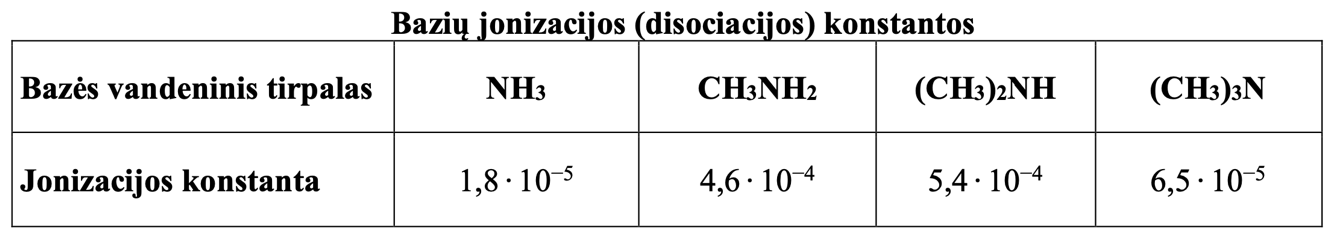 Bazių jonizacijos (disociacijos) konstantos
Bazės vandeninis tirpalas NH₃ CH₃NH₂ (CH₃)₂NH (CH₃)₃N
Jonizacijos konstanta 1,8 · 10⁻⁵ 4,6 · 10⁻⁴ 5,4 · 10⁻⁴ 6,5 · 10⁻⁵